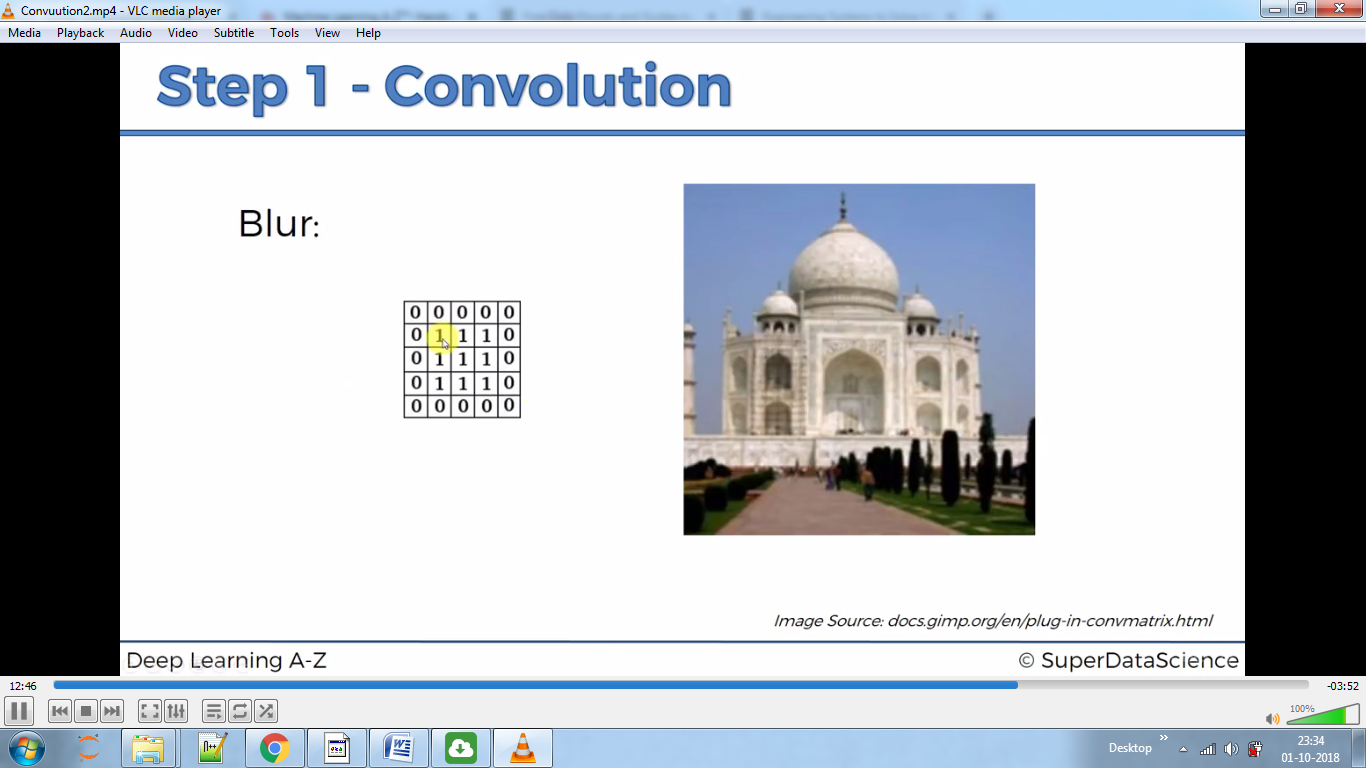 Convuution2.mp4 - VLC media player
Media Playback Audio Video Subtitle Tools View Help
Step 1 - Convolution
Blur:
0 0 0 0 0
0 1 1 1 0
0 1 1 1 0
0 1 1 1 0
0 0 0 0 0
Image Source: docs.gimp.org/en/plug-in-convmatrix.html
Deep Learning A-Z
© SuperDataScience
12:46
-03:52
100%
Desktop
23:34
01-10-2018